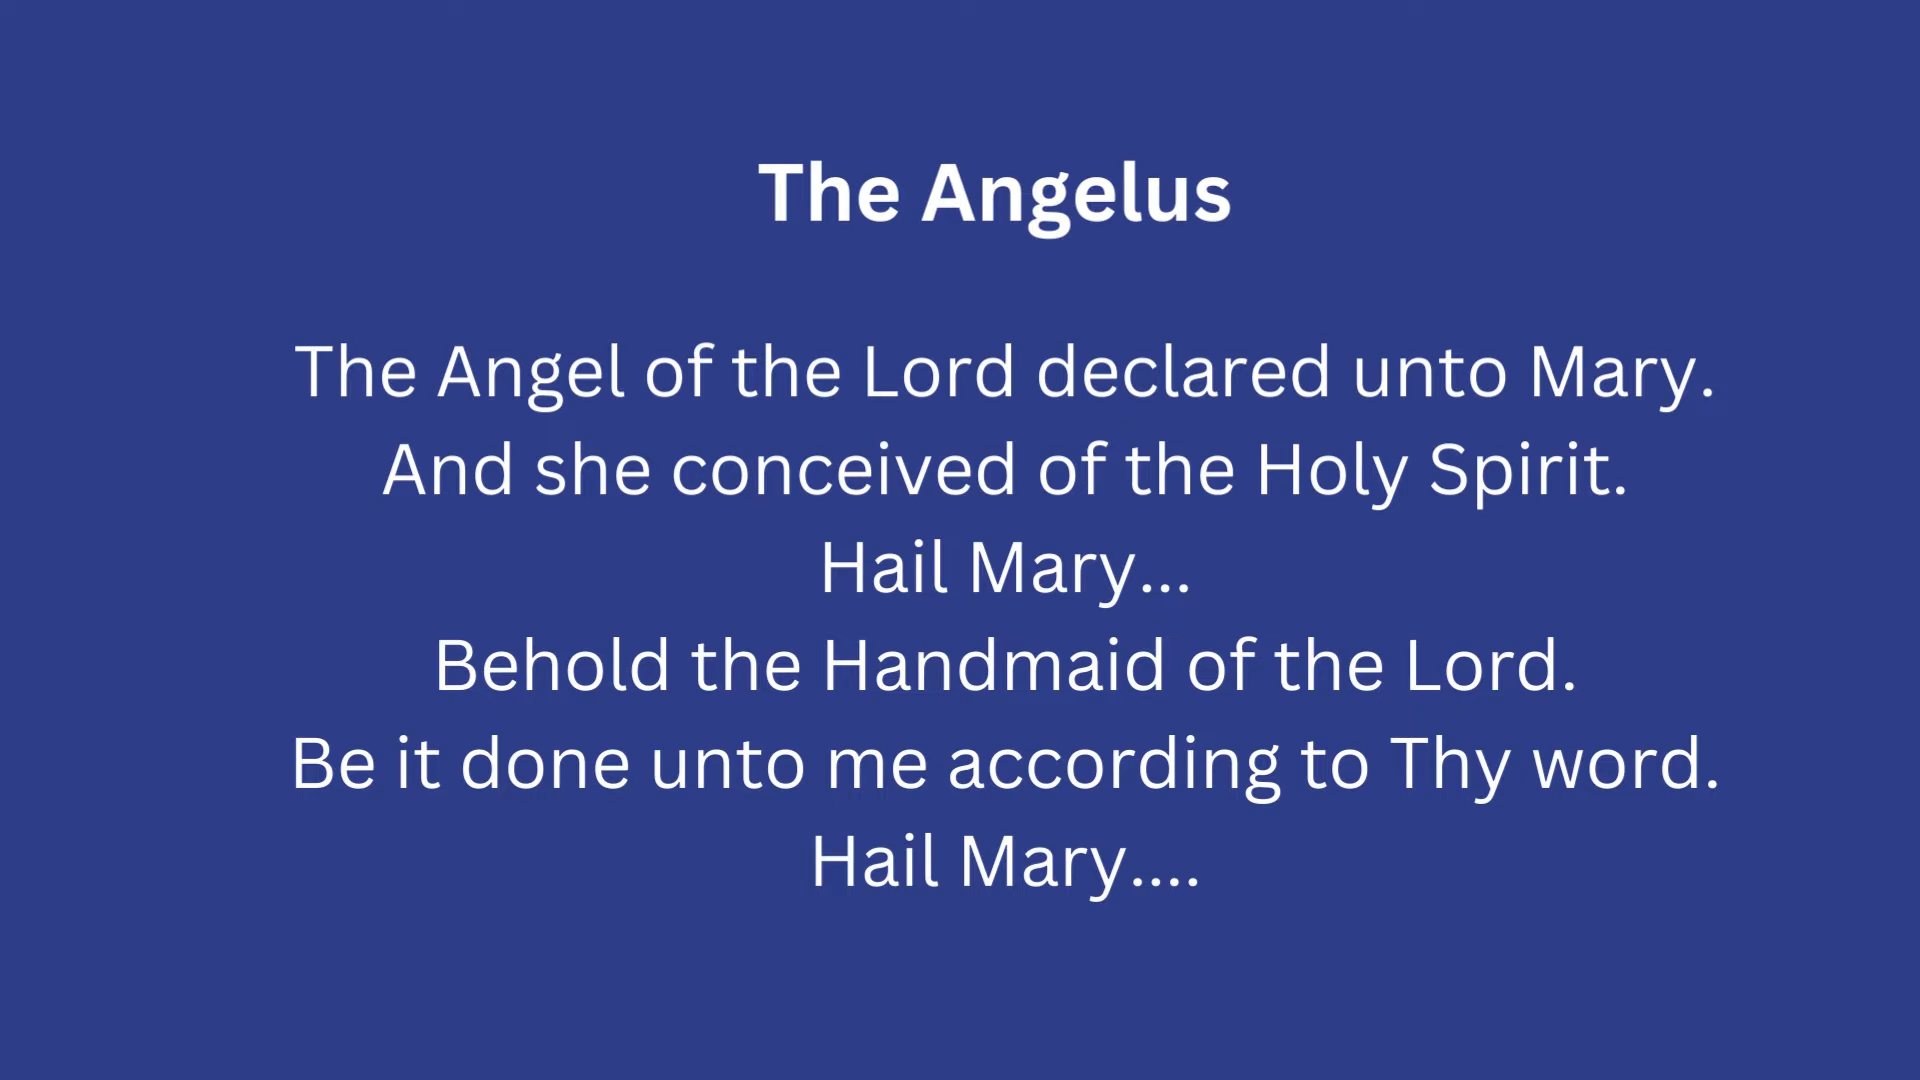 The Angelus
The Angel of the Lord declared unto Mary.
And she conceived of the Holy Spirit.
Hail Mary...
Behold the Handmaid of the Lord.
Be it done unto me according to Thy word.
Hail Mary....